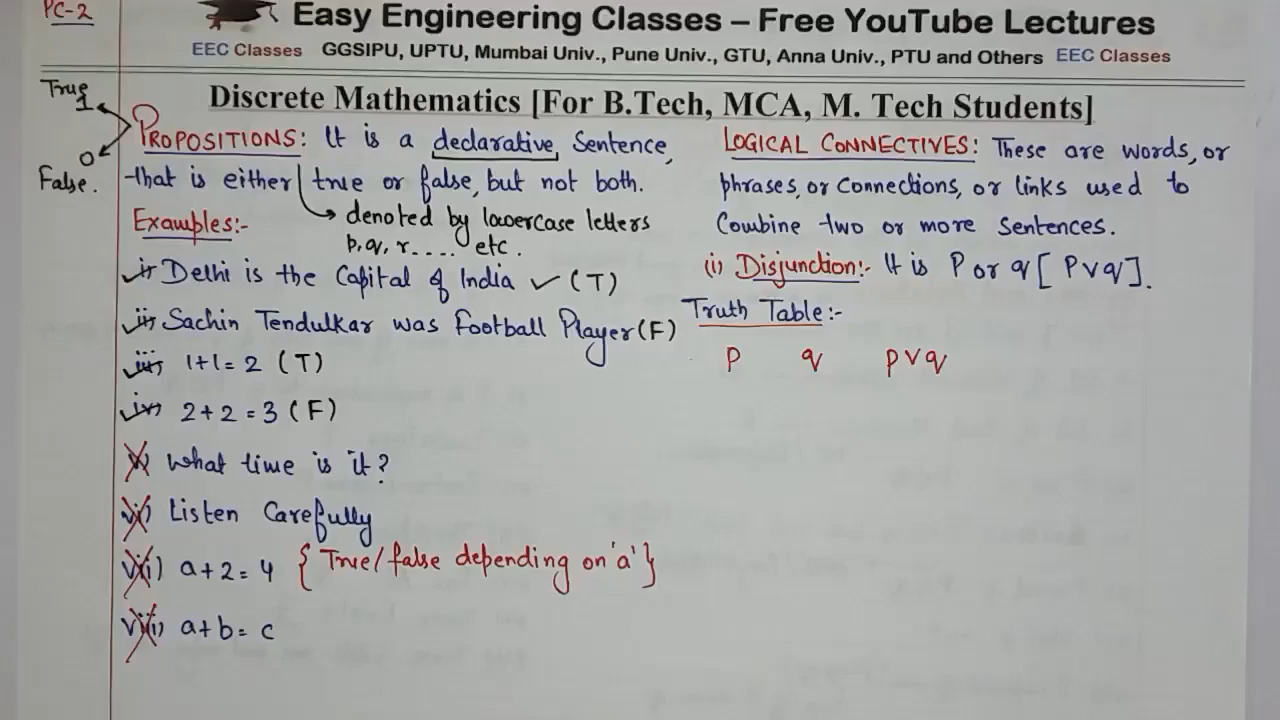 PC-2
Easy Engineering Classes – Free YouTube Lectures
EEC Classes GGSIPU, UPTU, Mumbai Univ., Pune Univ., GTU, Anna Univ., PTU and Others EEC Classes
Discrete Mathematics [For B.Tech, MCA, M. Tech Students]
True
1
0
False.
PROPOSITIONS: It is a declarative Sentence,
that is either true or false, but not both.
denoted by lowercase letters
p, q, r.... etc.
Examples:-
i) Delhi is the Capital of India ✓ (T)
ii) Sachin Tendulkar was Football Player (F)
iii) 1+1=2 (T)
iv) 2+2=3 (F)
v) What time is it?
vi) Listen Carefully
vii) a+2=4 {True/false depending on 'a'}
viii) a+b=c
LOGICAL CONNECTIVES: These are words, or
phrases, or Connections, or links used to
Combine two or more Sentences.
(i) Disjunction:- It is P or q [P∨q].
Truth Table:-
p q p∨q